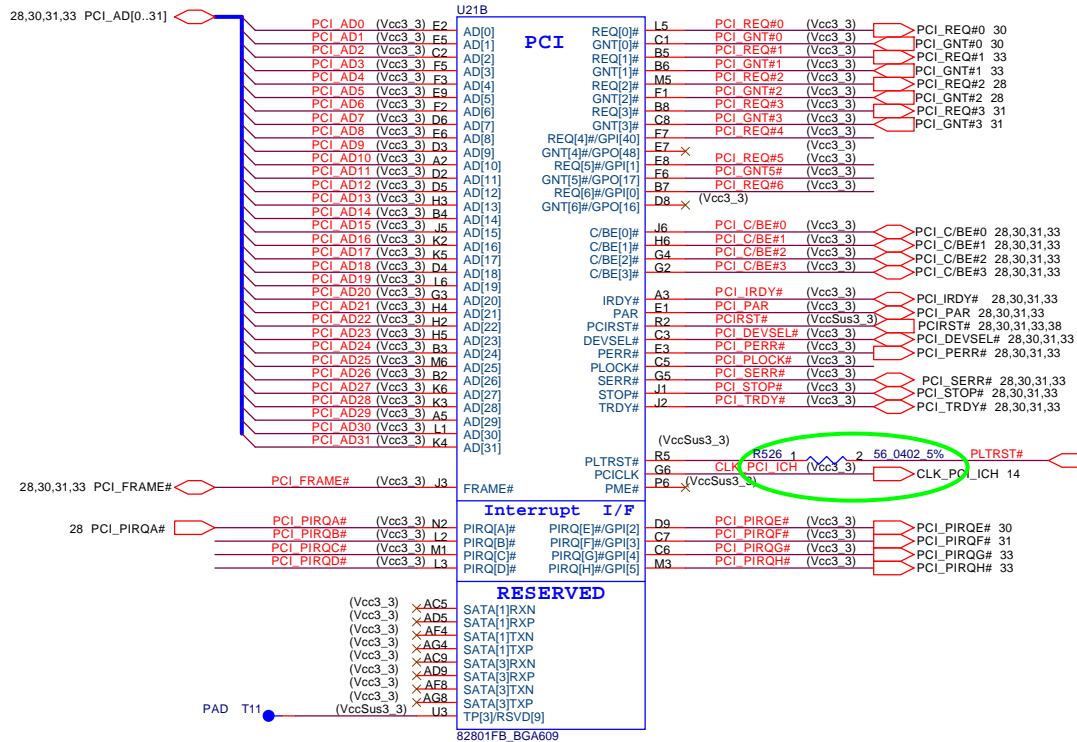 U21B
28,30,31,33 PCI_AD[0..31]
PCI
PCI_AD0 (Vcc3_3) E2 AD[0]
PCI_AD1 (Vcc3_3) E5 AD[1]
PCI_AD2 (Vcc3_3) C2 AD[2]
PCI_AD3 (Vcc3_3) F5 AD[3]
PCI_AD4 (Vcc3_3) F3 AD[4]
PCI_AD5 (Vcc3_3) E9 AD[5]
PCI_AD6 (Vcc3_3) F2 AD[6]
PCI_AD7 (Vcc3_3) D6 AD[7]
PCI_AD8 (Vcc3_3) E6 AD[8]
PCI_AD9 (Vcc3_3) D3 AD[9]
PCI_AD10 (Vcc3_3) A2 AD[10]
PCI_AD11 (Vcc3_3) D2 AD[11]
PCI_AD12 (Vcc3_3) D5 AD[12]
PCI_AD13 (Vcc3_3) H3 AD[13]
PCI_AD14 (Vcc3_3) B4 AD[14]
PCI_AD15 (Vcc3_3) J5 AD[15]
PCI_AD16 (Vcc3_3) K2 AD[16]
PCI_AD17 (Vcc3_3) K5 AD[17]
PCI_AD18 (Vcc3_3) D4 AD[18]
PCI_AD19 (Vcc3_3) L6 AD[19]
PCI_AD20 (Vcc3_3) G3 AD[20]
PCI_AD21 (Vcc3_3) H4 AD[21]
PCI_AD22 (Vcc3_3) H2 AD[22]
PCI_AD23 (Vcc3_3) H5 AD[23]
PCI_AD24 (Vcc3_3) B3 AD[24]
PCI_AD25 (Vcc3_3) M6 AD[25]
PCI_AD26 (Vcc3_3) B2 AD[26]
PCI_AD27 (Vcc3_3) K6 AD[27]
PCI_AD28 (Vcc3_3) K3 AD[28]
PCI_AD29 (Vcc3_3) A5 AD[29]
PCI_AD30 (Vcc3_3) L1 AD[30]
PCI_AD31 (Vcc3_3) K4 AD[31]
28,30,31,33 PCI_FRAME# PCI_FRAME# (Vcc3_3) J3 FRAME#
REQ[0]# L5 PCI_REQ#0 (Vcc3_3) PCI_REQ#0 30
GNT[0]# C1 PCI_GNT#0 (Vcc3_3) PCI_GNT#0 30
REQ[1]# B5 PCI_REQ#1 (Vcc3_3) PCI_REQ#1 33
GNT[1]# B6 PCI_GNT#1 (Vcc3_3) PCI_GNT#1 33
REQ[2]# M5 PCI_REQ#2 (Vcc3_3) PCI_REQ#2 28
GNT[2]# F1 PCI_GNT#2 (Vcc3_3) PCI_GNT#2 28
REQ[3]# B8 PCI_REQ#3 (Vcc3_3) PCI_REQ#3 31
GNT[3]# C8 PCI_GNT#3 (Vcc3_3) PCI_GNT#3 31
REQ[4]#/GPI[40] F7 PCI_REQ#4 (Vcc3_3)
GNT[4]#/GPO[48] E7 (Vcc3_3)
REQ[5]#/GPI[1] E8 PCI_REQ#5 (Vcc3_3)
GNT[5]#/GPO[17] F6 PCI_GNT5# (Vcc3_3)
REQ[6]#/GPI[0] B7 PCI_REQ#6 (Vcc3_3)
GNT[6]#/GPO[16] D8 (Vcc3_3)
C/BE[0]# J6 PCI_C/BE#0 (Vcc3_3) PCI_C/BE#0 28,30,31,33
C/BE[1]# H6 PCI_C/BE#1 (Vcc3_3) PCI_C/BE#1 28,30,31,33
C/BE[2]# G4 PCI_C/BE#2 (Vcc3_3) PCI_C/BE#2 28,30,31,33
C/BE[3]# G2 PCI_C/BE#3 (Vcc3_3) PCI_C/BE#3 28,30,31,33
IRDY# A3 PCI_IRDY# (Vcc3_3) PCI_IRDY# 28,30,31,33
PAR E1 PCI_PAR (Vcc3_3) PCI_PAR 28,30,31,33
PCIRST# R2 PCIRST# (VccSus3_3) PCIRST# 28,30,31,33,38
DEVSEL# C3 PCI_DEVSEL# (Vcc3_3) PCI_DEVSEL# 28,30,31,33
PERR# E3 PCI_PERR# (Vcc3_3) PCI_PERR# 28,30,31,33
PLOCK# C5 PCI_PLOCK# (Vcc3_3)
SERR# G5 PCI_SERR# (Vcc3_3) PCI_SERR# 28,30,31,33
STOP# J1 PCI_STOP# (Vcc3_3) PCI_STOP# 28,30,31,33
TRDY# J2 PCI_TRDY# (Vcc3_3) PCI_TRDY# 28,30,31,33
(VccSus3_3)
PLTRST# R5 R526 1 2 56_0402_5% PLTRST#
PCICLK G6 CLK_PCI_ICH (Vcc3_3) CLK_PCI_ICH 14
PME# P6 (VccSus3_3)
Interrupt I/F
28 PCI_PIRQA# PCI_PIRQA# (Vcc3_3) N2 PIRQ[A]# PIRQ[E]#/GPI[2] D9 PCI_PIRQE# (Vcc3_3) PCI_PIRQE# 30
PCI_PIRQB# (Vcc3_3) L2 PIRQ[B]# PIRQ[F]#/GPI[3] C7 PCI_PIRQF# (Vcc3_3) PCI_PIRQF# 31
PCI_PIRQC# (Vcc3_3) M1 PIRQ[C]# PIRQ[G]#/GPI[4] C6 PCI_PIRQG# (Vcc3_3) PCI_PIRQG# 33
PCI_PIRQD# (Vcc3_3) L3 PIRQ[D]# PIRQ[H]#/GPI[5] M3 PCI_PIRQH# (Vcc3_3) PCI_PIRQH# 33
RESERVED
(Vcc3_3) AC5 SATA[1]RXN
(Vcc3_3) AD5 SATA[1]RXP
(Vcc3_3) AF4 SATA[1]TXN
(Vcc3_3) AG4 SATA[1]TXP
(Vcc3_3) AC9 SATA[3]RXN
(Vcc3_3) AD9 SATA[3]RXP
(Vcc3_3) AF8 SATA[3]TXN
(Vcc3_3) AG8 SATA[3]TXP
PAD T11 (VccSus3_3) U3 TP[3]/RSVD[9]
82801FB_BGA609